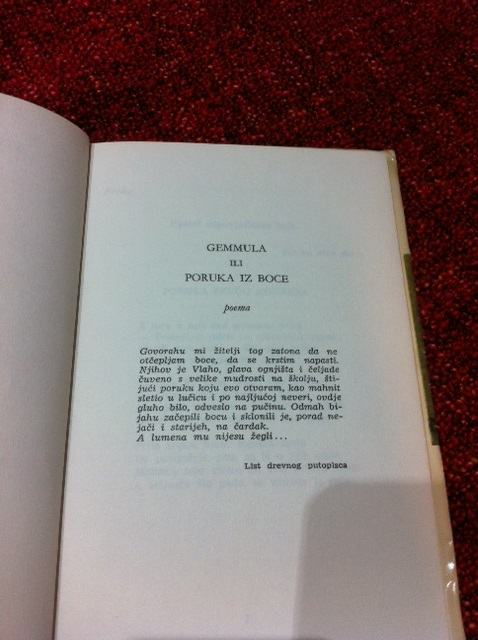 GEMMULA
ILI
PORUKA IZ BOCE
poema
Govorahu mi žitelji tog zatona da ne
otčepljam boce, da se krstim napasti.
Njihov je Vlaho, glava ognjišta i čeljade
čuveno s velike mudrosti na školju, šti-
jući poruku koju evo otvaram, kao mahnit
sletio u lučicu i po najljućoj neveri, ovdje
gluho bilo, odveslo na pučinu. Odmah bi-
jahu začepili bocu i sklonili je, porad ne-
jači i starijeh, na čardak.
A lumena mu nijesu žegli...
List drevnog putopisca